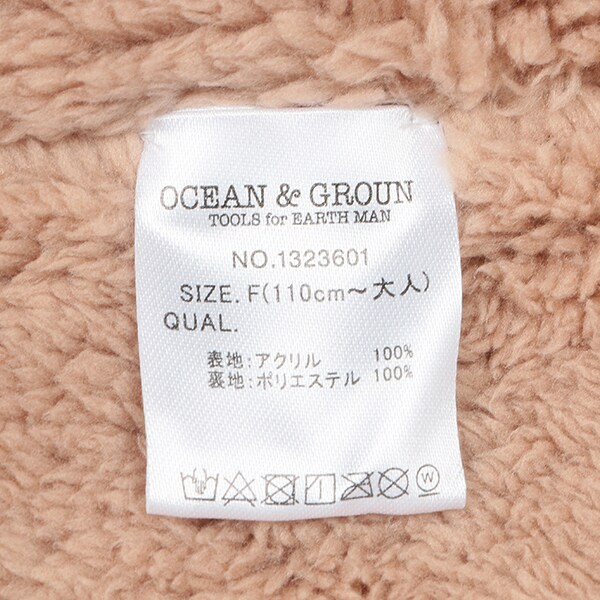 OCEAN & GROUN
TOOLS for EARTH MAN
NO.1323601
SIZE. F(110cm〜大人)
QUAL.
表地:アクリル 100%
裏地:ポリエステル 100%
W